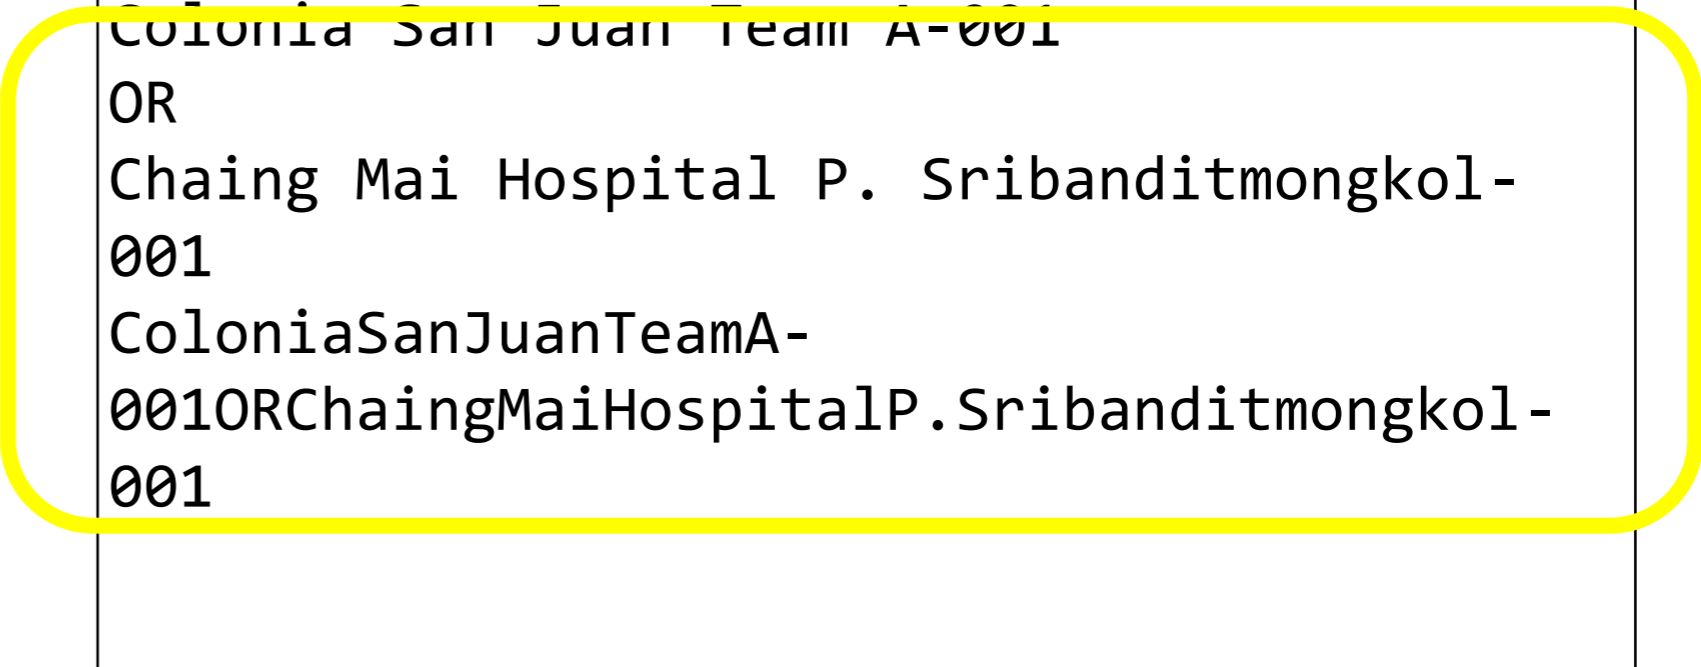 Colonia San Juan Team A-001
OR
Chaing Mai Hospital P. Sribanditmongkol-
001
ColoniaSanJuanTeamA-
001ORChaingMaiHospitalP.Sribanditmongkol-
001